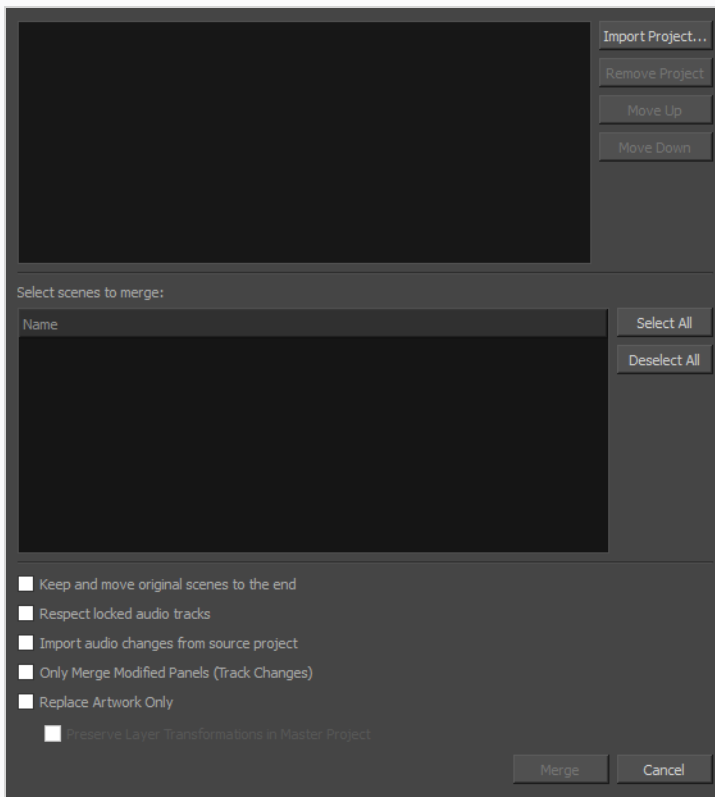 Import Project...
Remove Project
Move Up
Move Down
Select scenes to merge:
Name
Select All
Deselect All
Keep and move original scenes to the end
Respect locked audio tracks
Import audio changes from source project
Only Merge Modified Panels (Track Changes)
Replace Artwork Only
Preserve Layer Transformations in Master Project
Merge
Cancel